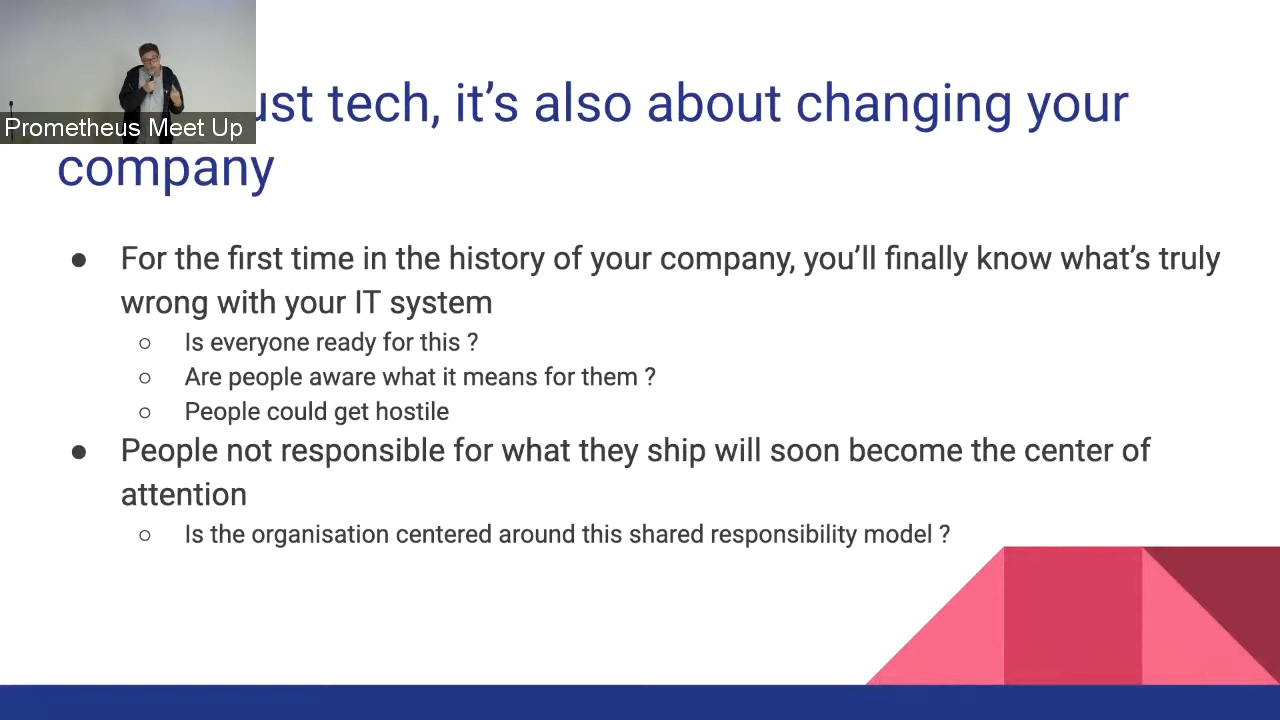 ust tech, it's also about changing your
Prometheus Meet Up
company
● For the first time in the history of your company, you'll finally know what's truly
wrong with your IT system
○ Is everyone ready for this ?
○ Are people aware what it means for them ?
○ People could get hostile
● People not responsible for what they ship will soon become the center of
attention
○ Is the organisation centered around this shared responsibility model ?